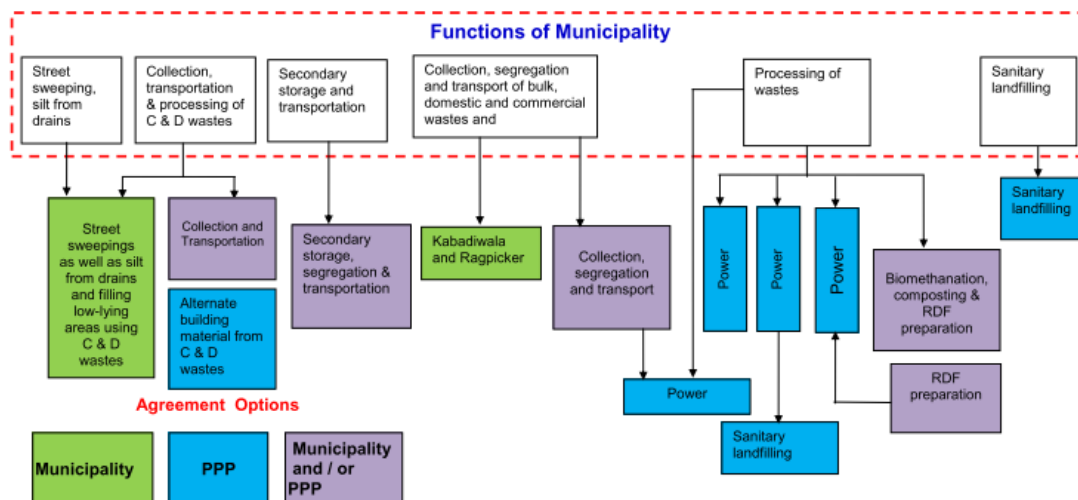 Functions of Municipality
Street
sweeping,
silt from
drains
Collection,
transportation
& processing of
C & D wastes
Secondary
storage and
transportation
Collection, segregation
and transport of bulk,
domestic and commercial
wastes and
Processing of
wastes
Sanitary
landfilling
Street
sweepings
as well as silt
from drains
and filling
low-lying
areas using
C & D
wastes
Collection and
Transportation
Alternate
building
material from
C & D
wastes
Secondary
storage,
segregation &
transportation
Kabadiwala
and Ragpicker
Collection,
segregation
and transport
Power
Power
Power
Power
Biomethanation,
composting &
RDF
preparation
RDF
preparation
Sanitary
landfilling
Sanitary
landfilling
Agreement Options
Municipality
PPP
Municipality
and / or
PPP